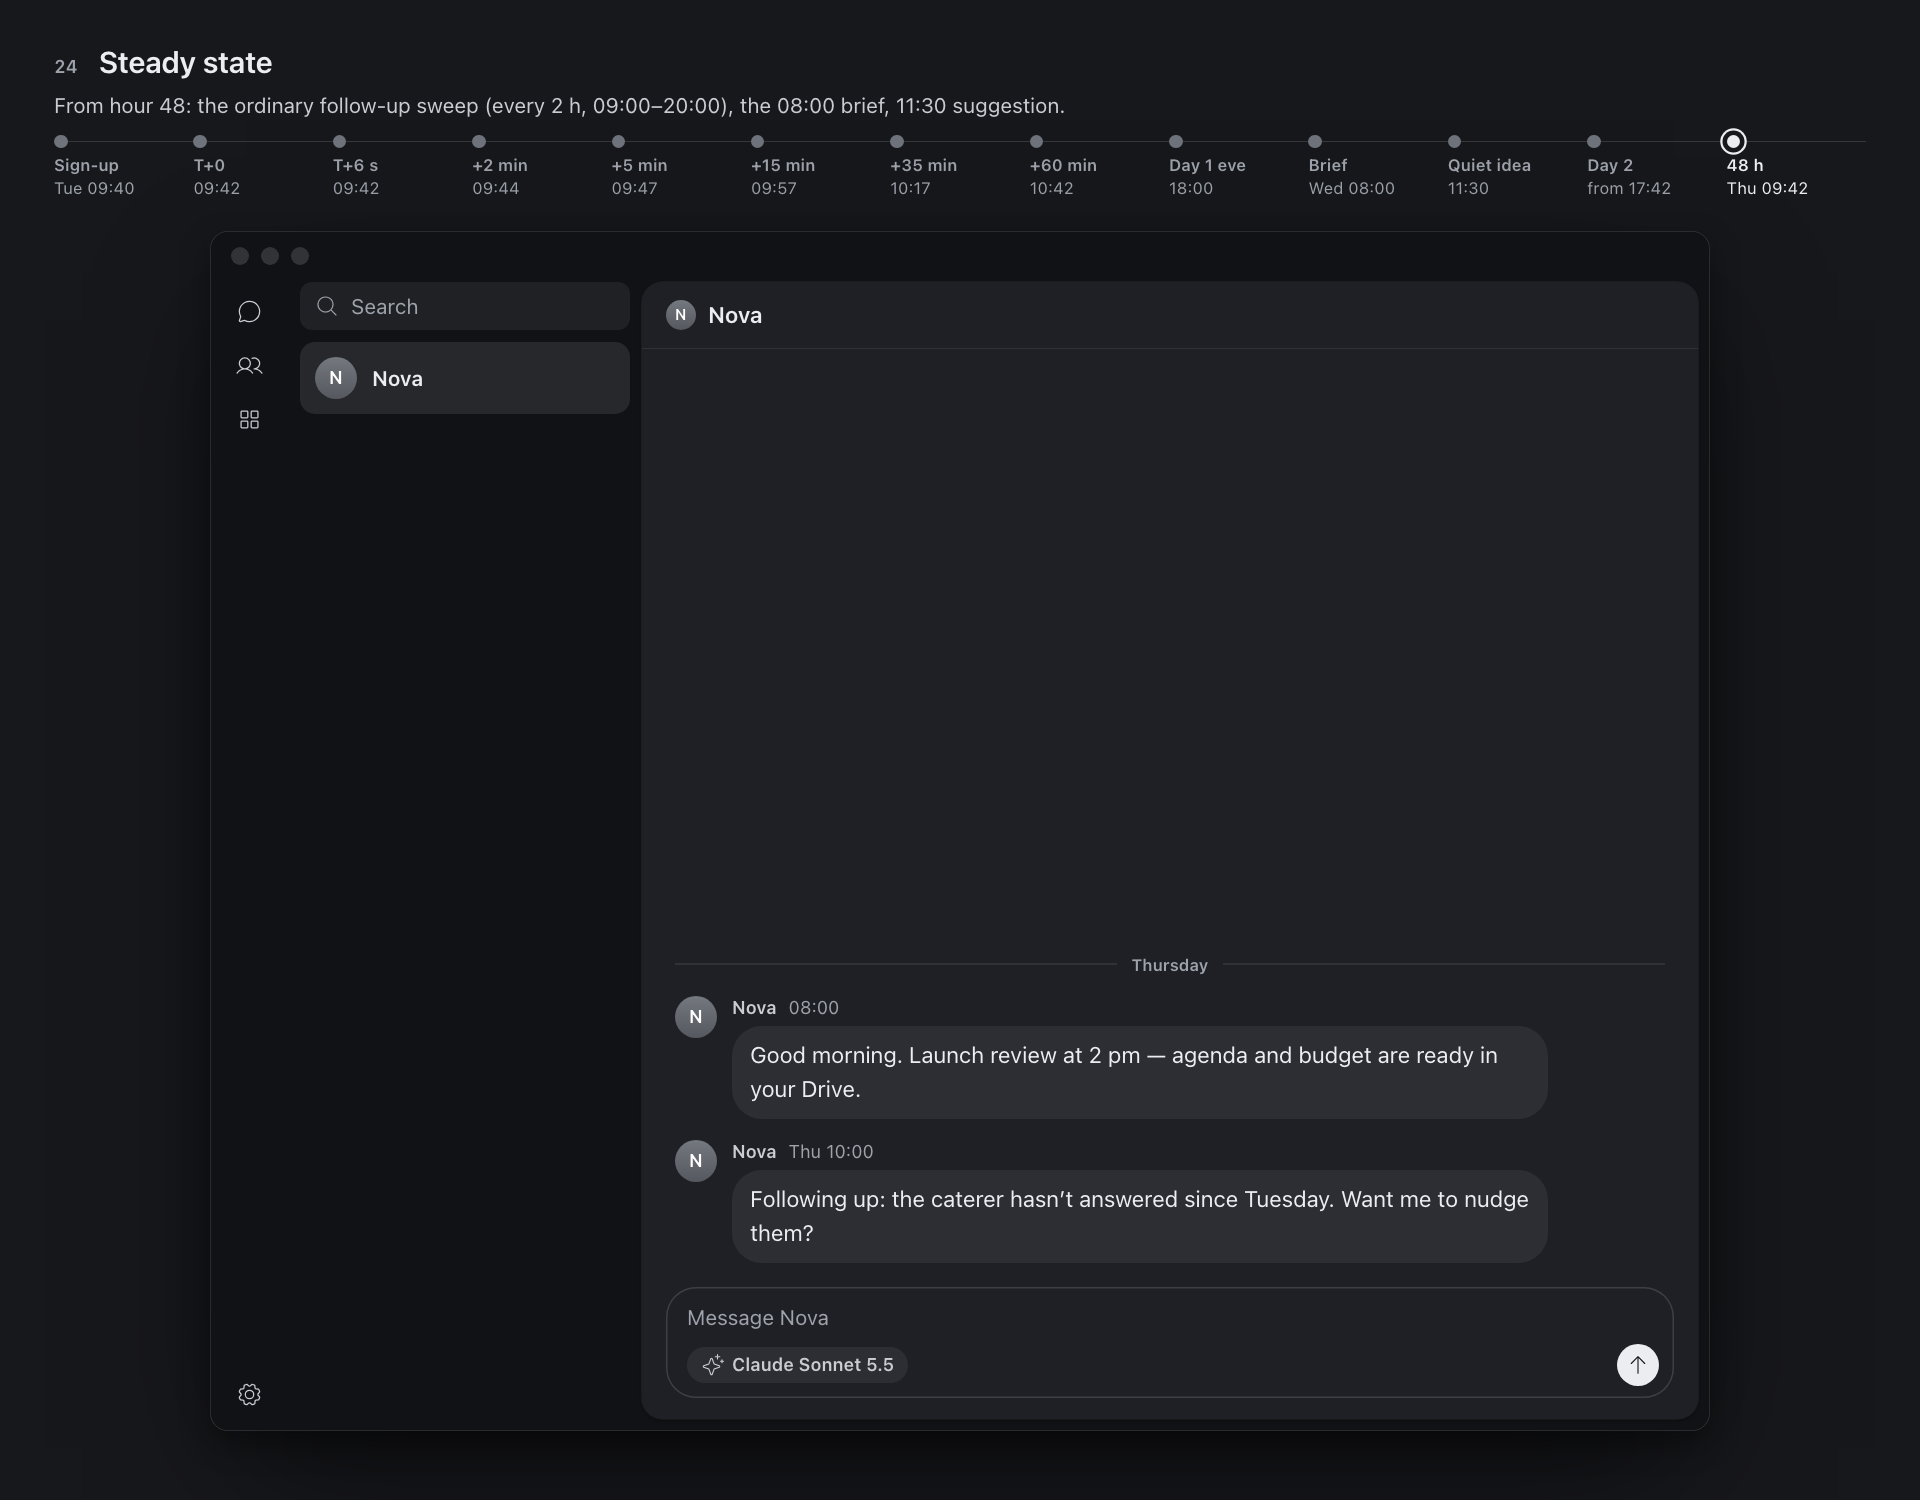 24 Steady state
From hour 48: the ordinary follow-up sweep (every 2 h, 09:00–20:00), the 08:00 brief, 11:30 suggestion.
Sign-up T+0 T+6 s +2 min +5 min +15 min +35 min +60 min Day 1 eve Brief Quiet idea Day 2 48 h
Tue 09:40 09:42 09:42 09:44 09:47 09:57 10:17 10:42 18:00 Wed 08:00 11:30 from 17:42 Thu 09:42
Search
N Nova
N Nova
Thursday
N Nova 08:00
Good morning. Launch review at 2 pm — agenda and budget are ready in
your Drive.
N Nova Thu 10:00
Following up: the caterer hasn’t answered since Tuesday. Want me to nudge
them?
Message Nova
Claude Sonnet 5.5